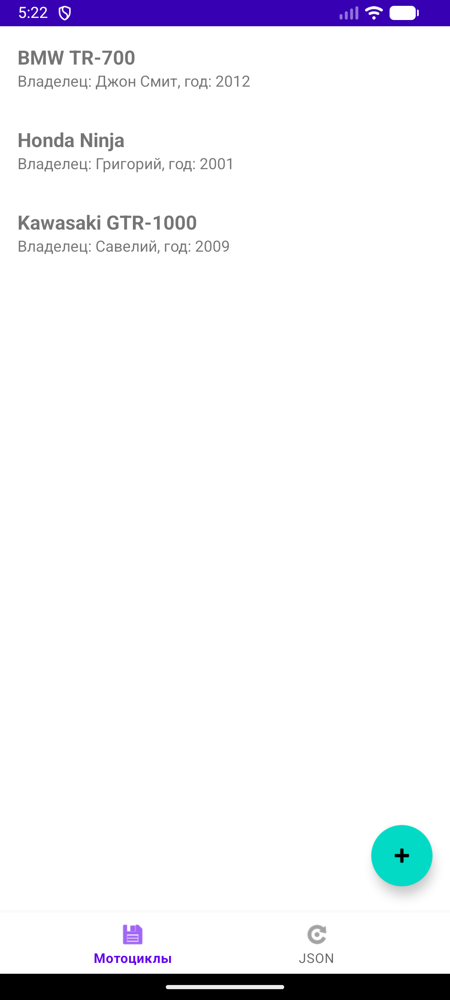 5:22
BMW TR-700
Владелец: Джон Смит, год: 2012
Honda Ninja
Владелец: Григорий, год: 2001
Kawasaki GTR-1000
Владелец: Савелий, год: 2009
Мотоциклы
JSON